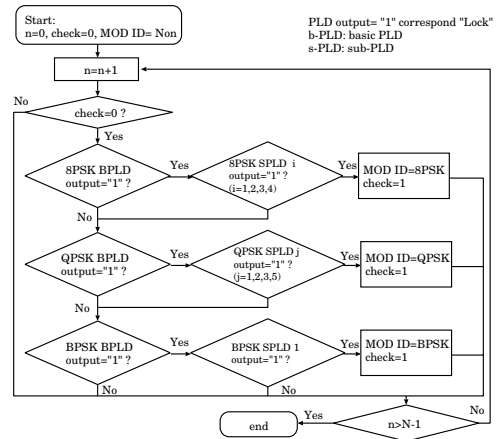 Start:
n=0, check=0, MOD ID= Non
PLD output= "1" correspond "Lock"
b-PLD: basic PLD
s-PLD: sub-PLD
n=n+1
No
check=0 ?
Yes
8PSK BPLD
output="1" ?
Yes
8PSK SPLD i
output="1" ?
(i=1,2,3,4)
Yes
MOD ID=8PSK
check=1
No
QPSK BPLD
output="1" ?
Yes
QPSK SPLD j
output="1" ?
(j=1,2,3,5)
Yes
MOD ID=QPSK
check=1
No
BPSK BPLD
output="1" ?
Yes
BPSK SPLD 1
output="1" ?
Yes
MOD ID=BPSK
check=1
No
No
end
Yes
n>N-1
No